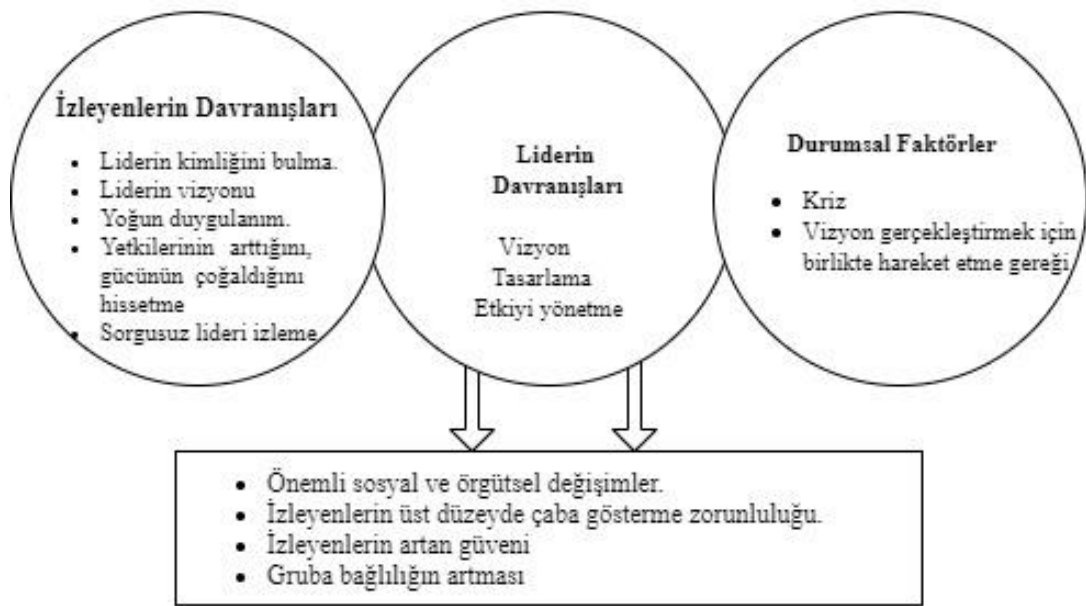 İzleyenlerin Davranışları
• Liderin kimliğini bulma.
• Liderin vizyonu
• Yoğun duygulanım.
• Yetkilerinin arttığını,
gücünün çoğaldığını
hissetme
• Sorgusuz lideri izleme
Liderin
Davranışları
Vizyon
Tasarlama
Etkiyi yönetme
Durumsal Faktörler
• Kriz
• Vizyon gerçekleştirmek için
birlikte hareket etme gereği
• Önemli sosyal ve örgütsel değişimler.
• İzleyenlerin üst düzeyde çaba gösterme zorunluluğu.
• İzleyenlerin artan güveni
• Gruba bağlılığın artması